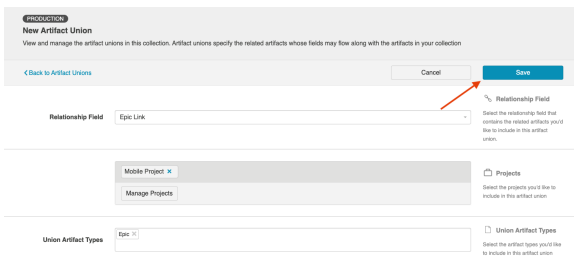 PRODUCTION
New Artifact Union
View and manage the artifact unions in this collection. Artifact unions specify the related artifacts whose fields may flow along with the artifacts in your collection
Back to Artifact Unions
Cancel
Save
Relationship Field
Epic Link
Relationship Field
Select the relationship field that
contains the related artifacts you'd
like to include in this artifact
union.
Mobile Project ×
Manage Projects
Projects
Select the projects you'd like to
include in this artifact union
Union Artifact Types
Epic ×
Union Artifact Types
Select the artifact types you'd like
to include in this artifact union